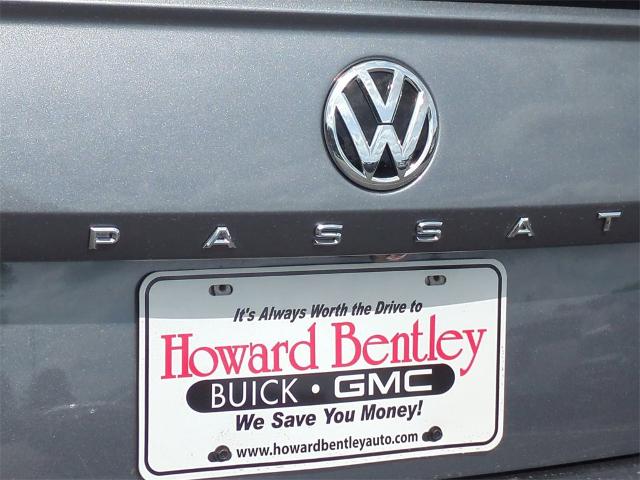 VW
PASSAT
It's Always Worth the Drive to
Howard Bentley
BUICK • GMC
We Save You Money!
www.howardbentleyauto.com